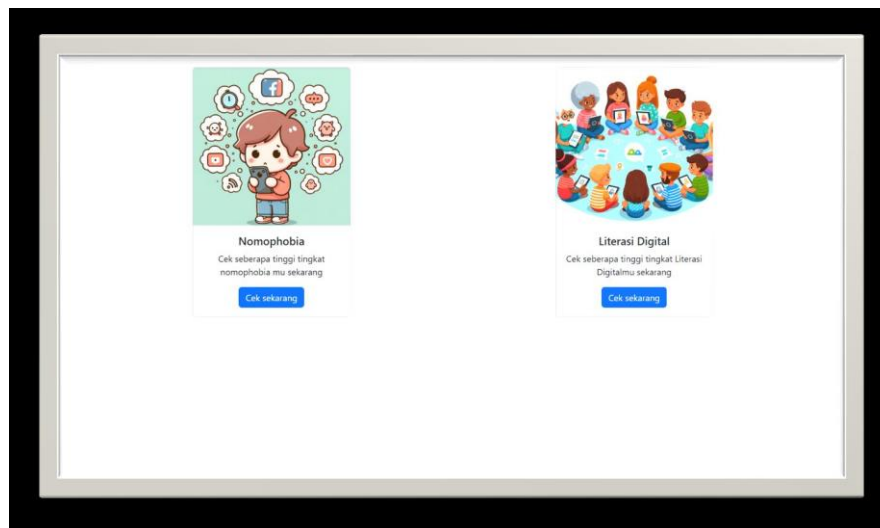 Nomophobia
Cek seberapa tinggi tingkat
nomophobia mu sekarang
Cek sekarang
Literasi Digital
Cek seberapa tinggi tingkat Literasi
Digitalmu sekarang
Cek sekarang